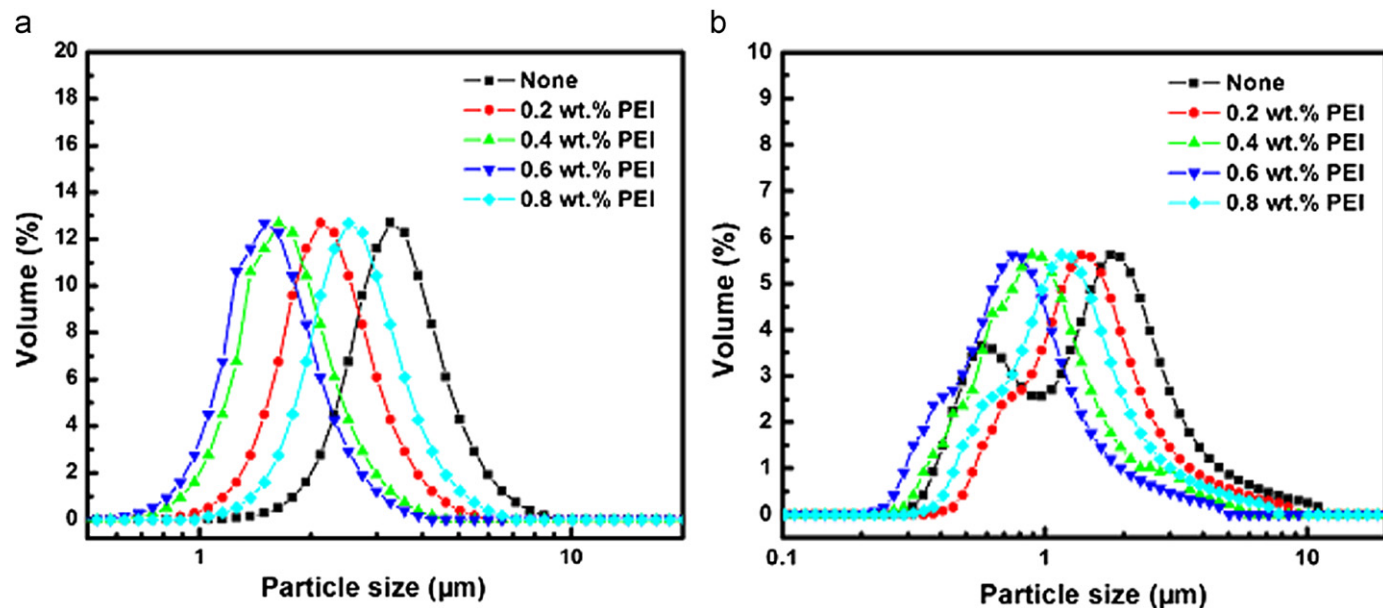 a
20
18
16
14
12
10
8
6
4
2
0
Volume (%)
None
0.2 wt.% PEI
0.4 wt.% PEI
0.6 wt.% PEI
0.8 wt.% PEI
1
10
Particle size (µm)
b
10
9
8
7
6
5
4
3
2
1
0
Volume (%)
None
0.2 wt.% PEI
0.4 wt.% PEI
0.6 wt.% PEI
0.8 wt.% PEI
0.1
1
10
Particle size (µm)